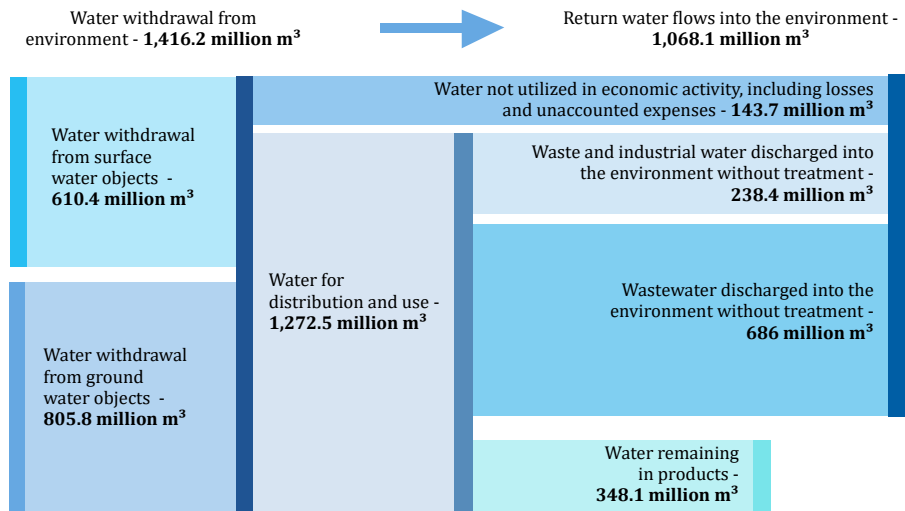 Water withdrawal from
environment - 1,416.2 million m³
Return water flows into the environment -
1,068.1 million m³
Water not utilized in economic activity, including losses
and unaccounted expenses - 143.7 million m³
Water withdrawal
from surface
water objects -
610.4 million m³
Waste and industrial water discharged into
the environment without treatment -
238.4 million m³
Water for
distribution and use -
1,272.5 million m³
Wastewater discharged into the
environment without treatment -
686 million m³
Water withdrawal
from ground
water objects -
805.8 million m³
Water remaining
in products -
348.1 million m³